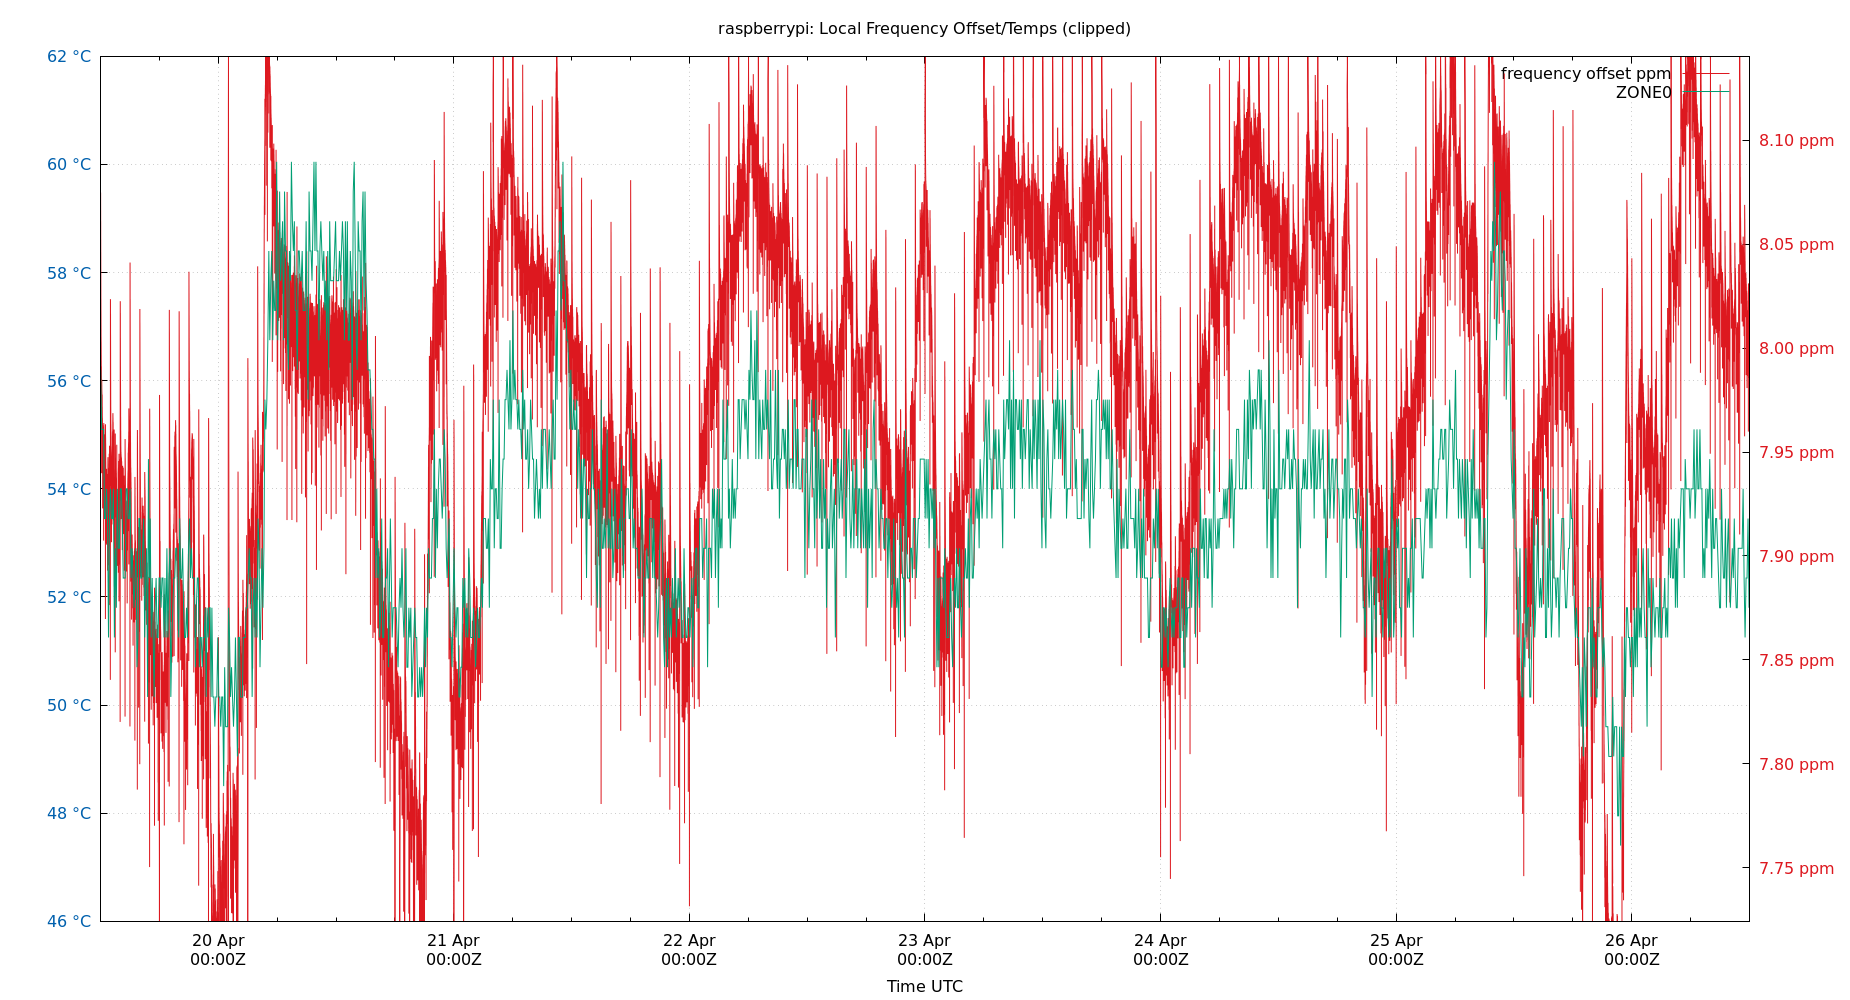 raspberrypi: Local Frequency Offset/Temps (clipped)
62 °C
60 °C
58 °C
56 °C
54 °C
52 °C
50 °C
48 °C
46 °C
frequency offset ppm
ZONE0
8.10 ppm
8.05 ppm
8.00 ppm
7.95 ppm
7.90 ppm
7.85 ppm
7.80 ppm
7.75 ppm
20 Apr 21 Apr 22 Apr 23 Apr 24 Apr 25 Apr 26 Apr
00:00Z 00:00Z 00:00Z 00:00Z 00:00Z 00:00Z 00:00Z
Time UTC